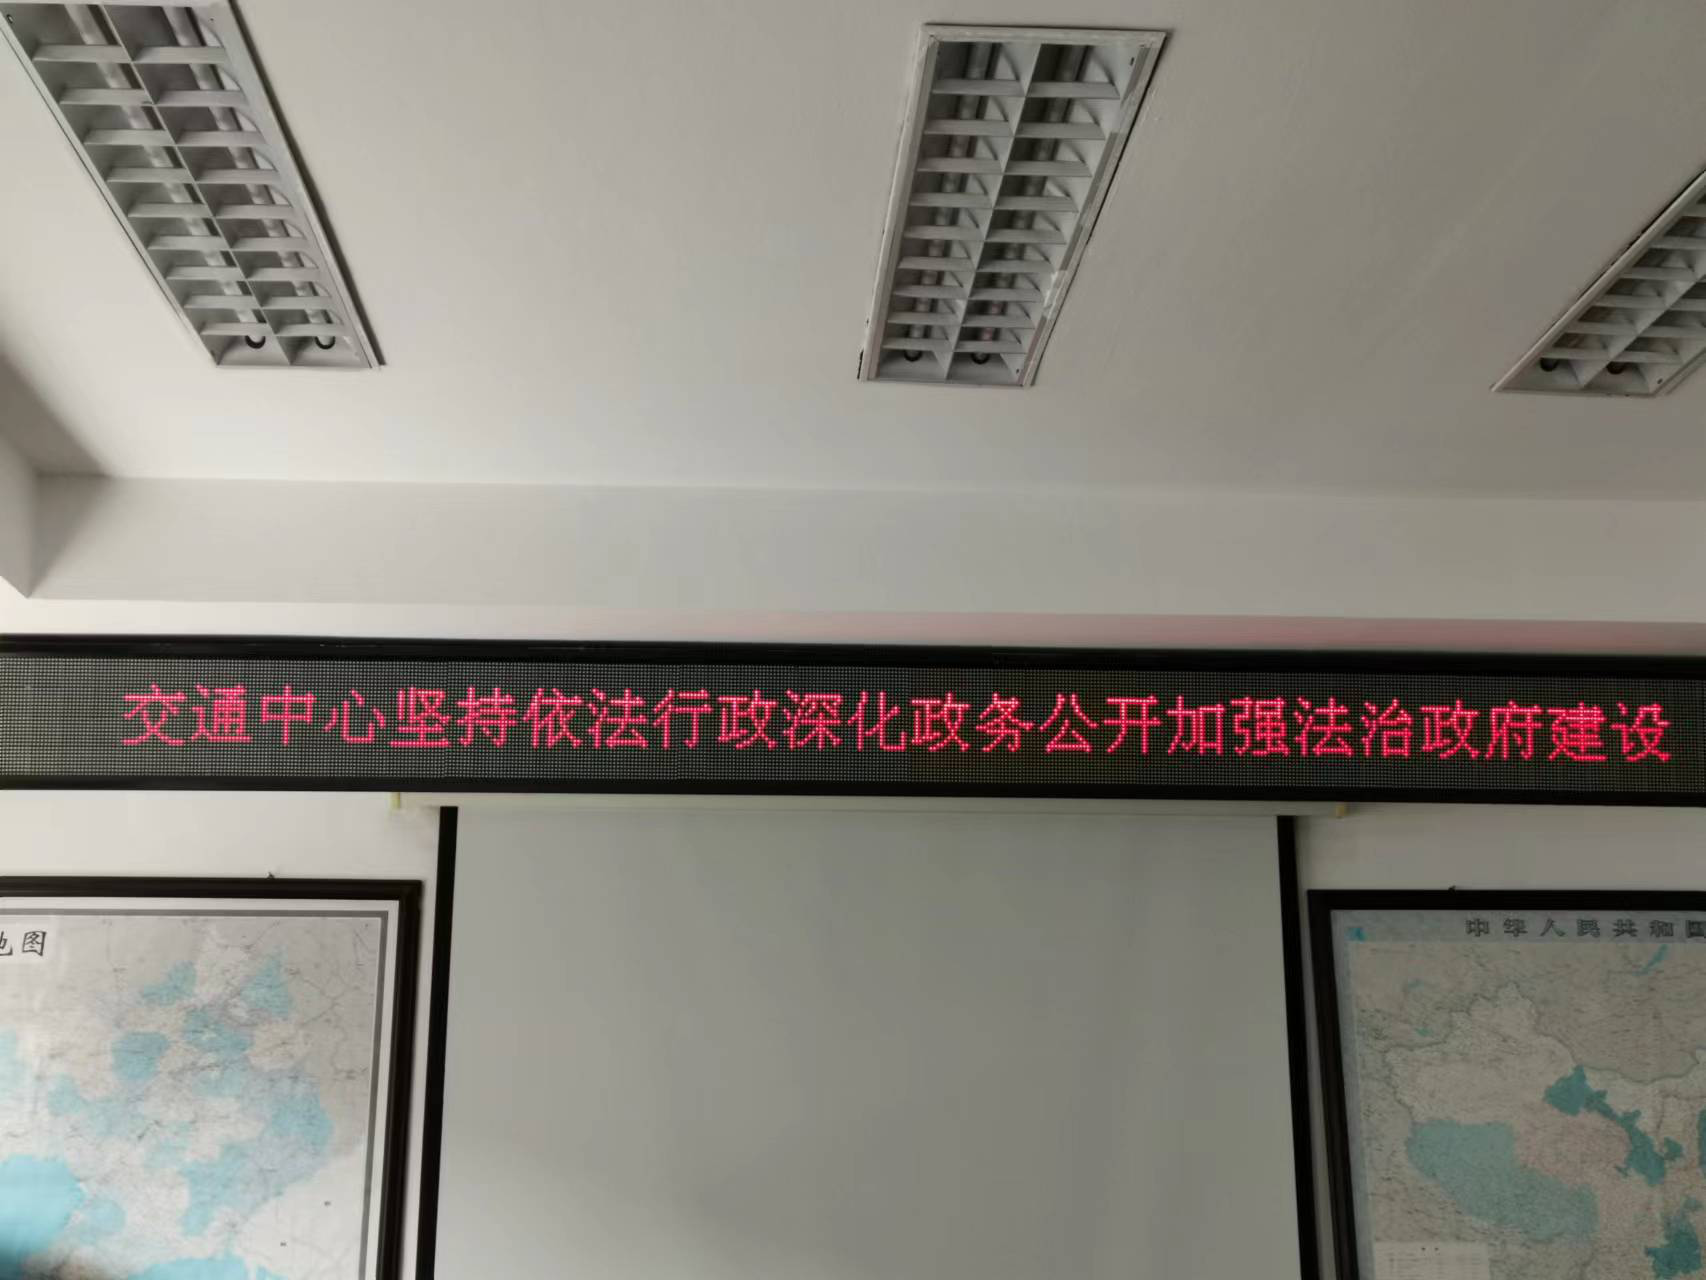 交通中心坚持依法行政深化政务公开加强法治政府建设
地图
中华人民共和国